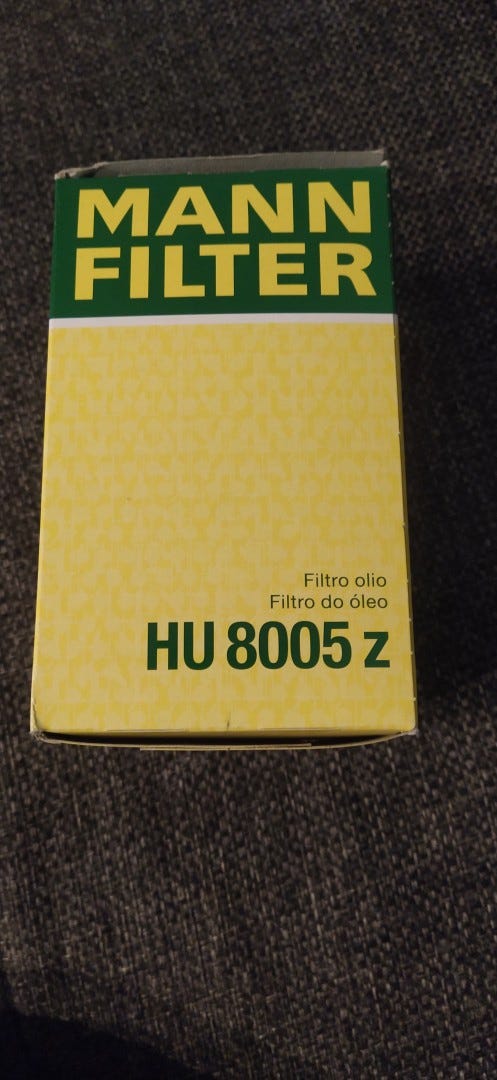 MANN
FILTER
Filtro olio
Filtro do óleo
HU 8005 z